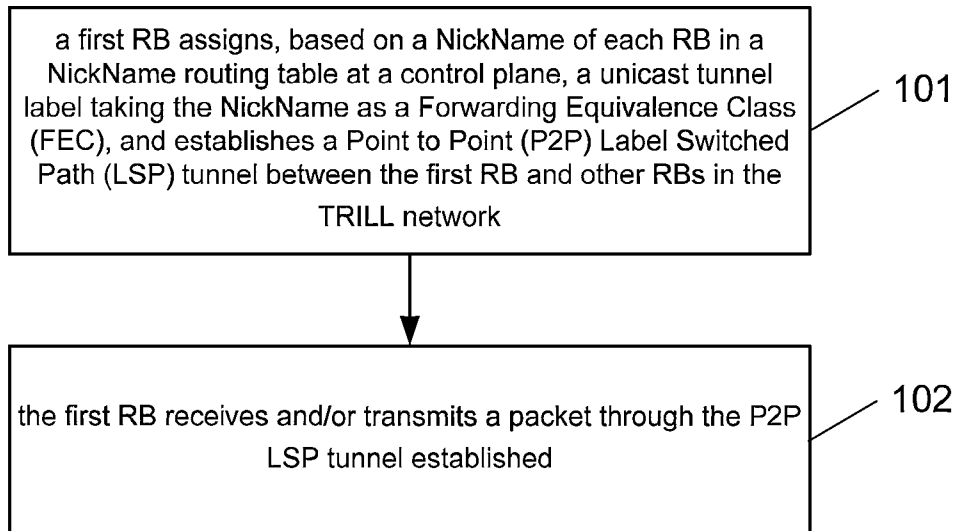 a first RB assigns, based on a NickName of each RB in a
NickName routing table at a control plane, a unicast tunnel
label taking the NickName as a Forwarding Equivalence Class
(FEC), and establishes a Point to Point (P2P) Label Switched
Path (LSP) tunnel between the first RB and other RBs in the
TRILL network
101
the first RB receives and/or transmits a packet through the P2P
LSP tunnel established
102